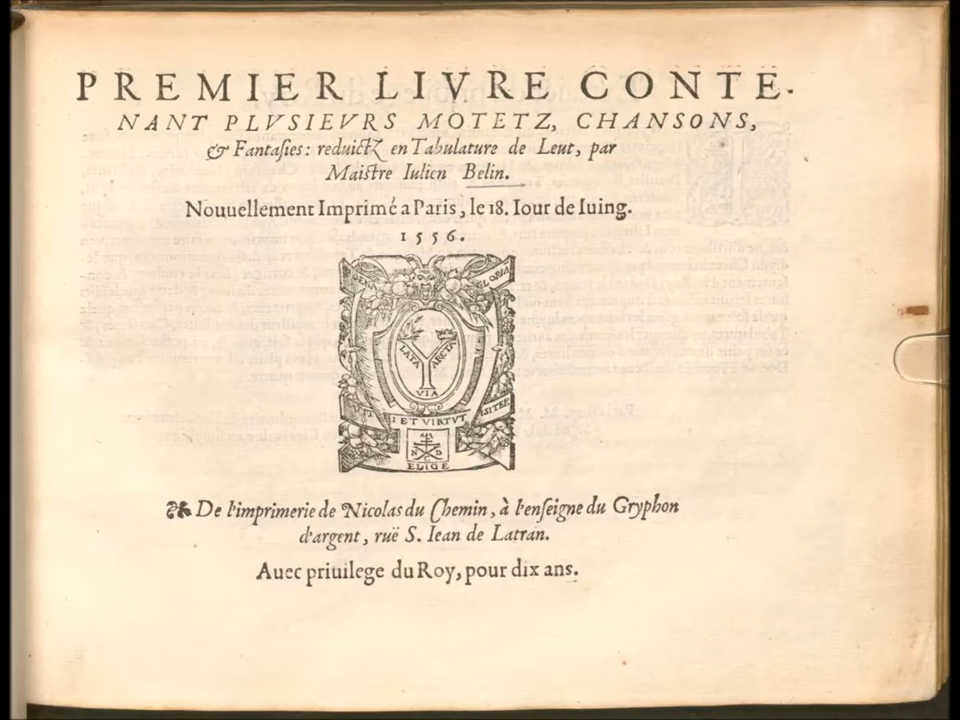 PREMIER LIVRE CONTE-
NANT PLVSIEVRS MOTETZ, CHANSONS,
& Fantasies: reduictz en Tabulature de Leut, par
Maistre Iulien Belin.
Nouuellement Imprimé a Paris, le 18. Iour de Iuing.
1556.
LATA ARCTA
VIA
ET VIRTVT
N D
C
ELIGE
De l'imprimerie de Nicolas du Chemin, à l'enseigne du Gryphon
d'argent, ruë S. Iean de Latran.
Auec priuilege du Roy, pour dix ans.